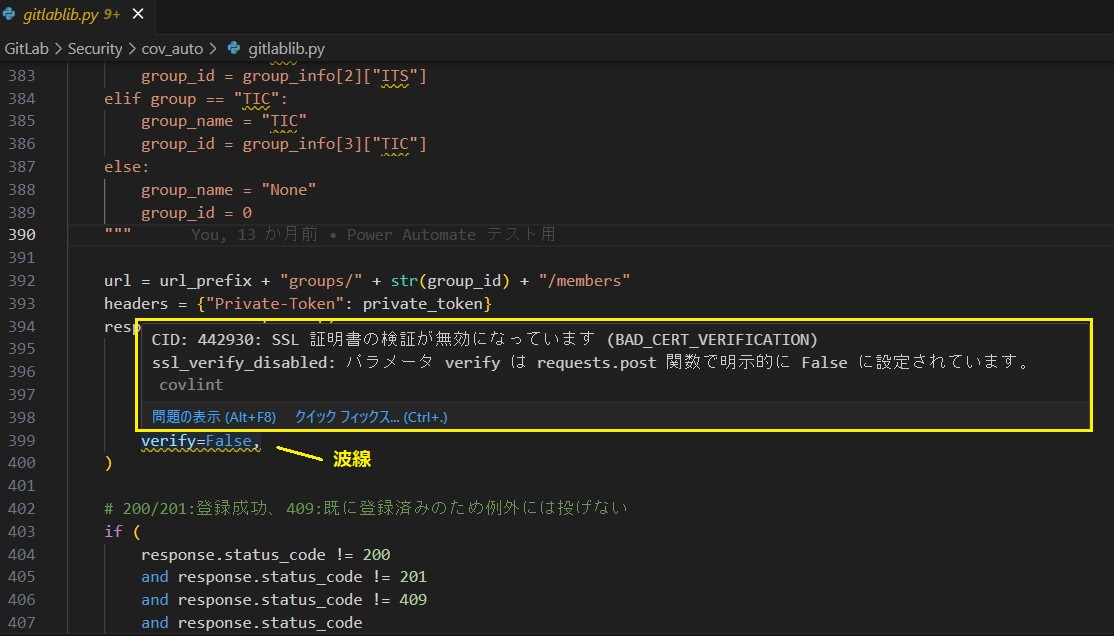 gitlablib.py 9+
GitLab > Security > cov_auto > gitlablib.py
383 group_id = group_info[2]["ITS"]
384 elif group == "TIC":
385 group_name = "TIC"
386 group_id = group_info[3]["TIC"]
387 else:
388 group_name = "None"
389 group_id = 0
390 """ You, 13 か月前 • Power Automate テスト用
391
392 url = url_prefix + "groups/" + str(group_id) + "/members"
393 headers = {"Private-Token": private_token}
394 resp
CID: 442930: SSL 証明書の検証が無効になっています (BAD_CERT_VERIFICATION)
395
ssl_verify_disabled: パラメータ verify は requests.post 関数で明示的に False に設定されています。
396
covlint
397
398 問題の表示 (Alt+F8) クイック フィックス... (Ctrl+.)
399 verify=False,
波線
400 )
401
402 # 200/201:登録成功、409:既に登録済みのため例外には投げない
403 if (
404 response.status_code != 200
405 and response.status_code != 201
406 and response.status_code != 409
407 and response.status_code